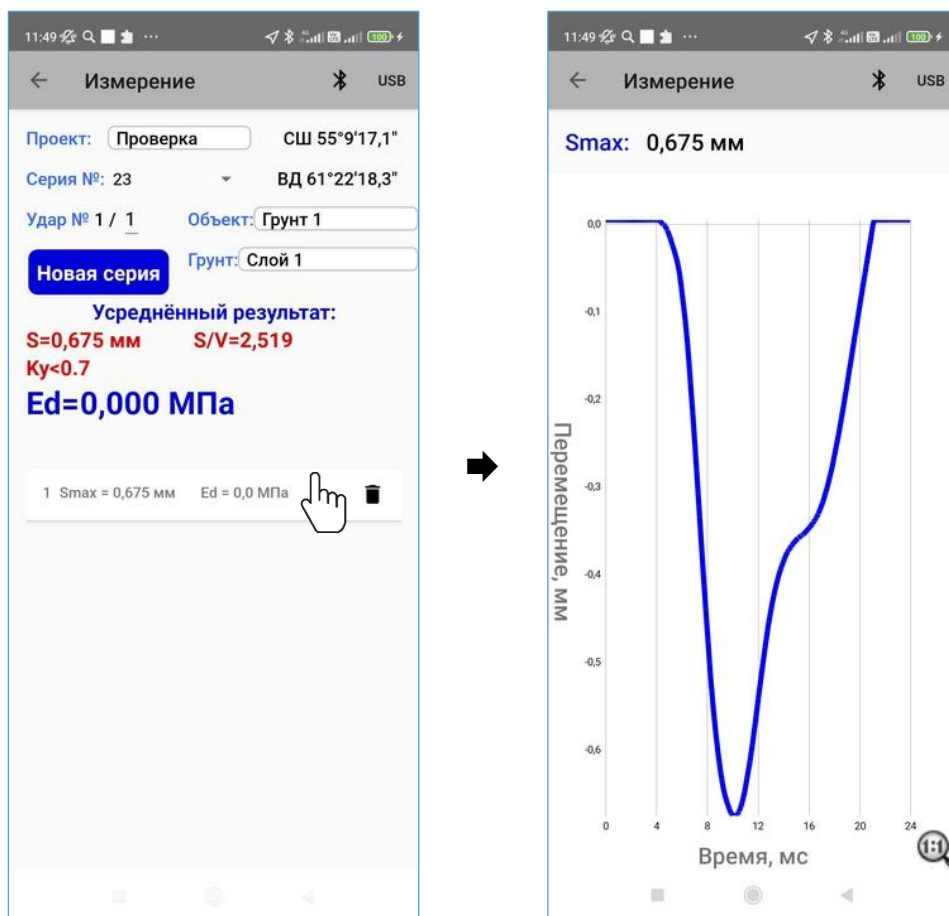 11:49
100
Измерение
USB
Проект: Проверка СШ 55°9'17,1"
Серия №: 23 ВД 61°22'18,3"
Удар № 1 / 1 Объект: Грунт 1
Новая серия Грунт: Слой 1
Усреднённый результат:
S=0,675 мм S/V=2,519
Ку<0.7
Ed=0,000 МПа
1 Smax = 0,675 мм Ed = 0,0 МПа
11:49
100
Измерение
USB
Smax: 0,675 мм
0,0
-0,1
-0,2
-0,3
-0,4
-0,5
-0,6
Перемещение, мм
0 4 8 12 16 20 24
Время, мс
1:1